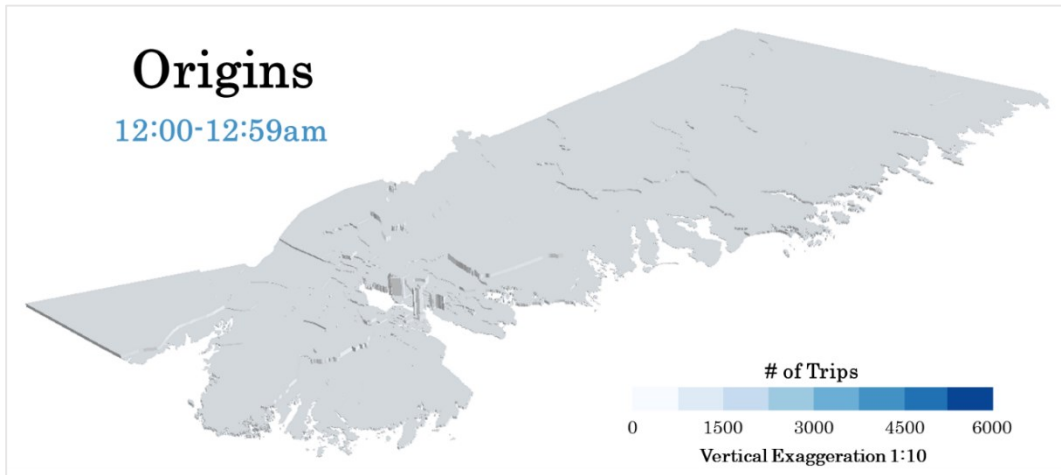 Origins
12:00-12:59am
# of Trips
0 1500 3000 4500 6000
Vertical Exaggeration 1:10